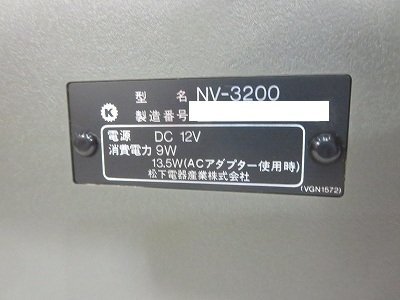 K
型 名 NV-3200
製造番号
電源 DC 12V
消費電力 9W
13.5W(ACアダプター使用時)
松下電器産業株式会社
(VGN1572)